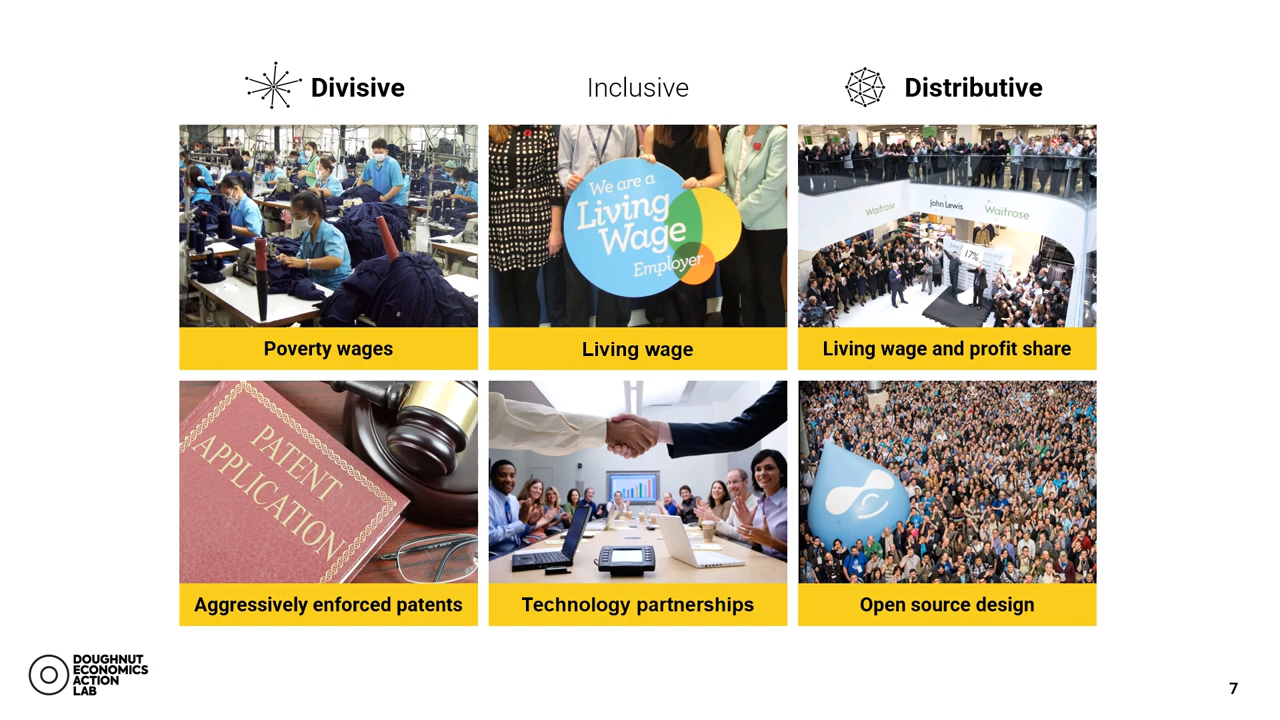 Divisive
Inclusive
Distributive
We are a
Living
Wage
Employer
Waitrose
John Lewis
Waitrose
17%
Poverty wages
Living wage
Living wage and profit share
PATENT
APPLICATION
Aggressively enforced patents
Technology partnerships
Open source design
DOUGHNUT
ECONOMICS
ACTION
LAB
7